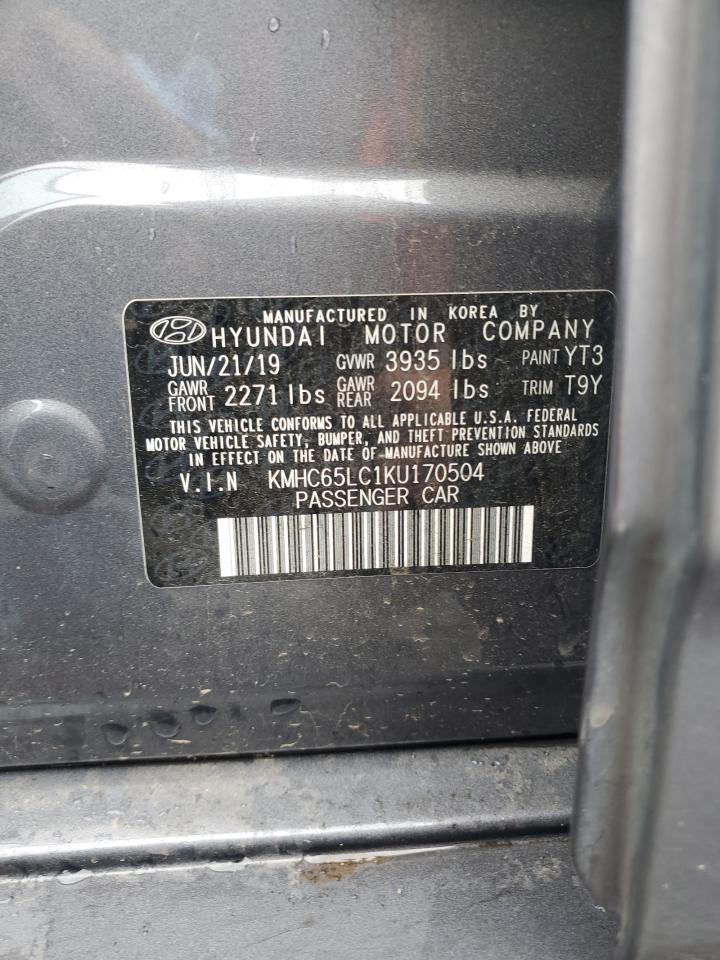 MANUFACTURED IN KOREA BY
HYUNDAI MOTOR COMPANY
JUN/21/19 GVWR 3935 lbs PAINT YT3
GAWR FRONT 2271 lbs GAWR REAR 2094 lbs TRIM T9Y
THIS VEHICLE CONFORMS TO ALL APPLICABLE U.S.A. FEDERAL
MOTOR VEHICLE SAFETY, BUMPER, AND THEFT PREVENTION STANDARDS
IN EFFECT ON THE DATE OF MANUFACTURE SHOWN ABOVE
V.I.N KMHC65LC1KU170504
PASSENGER CAR